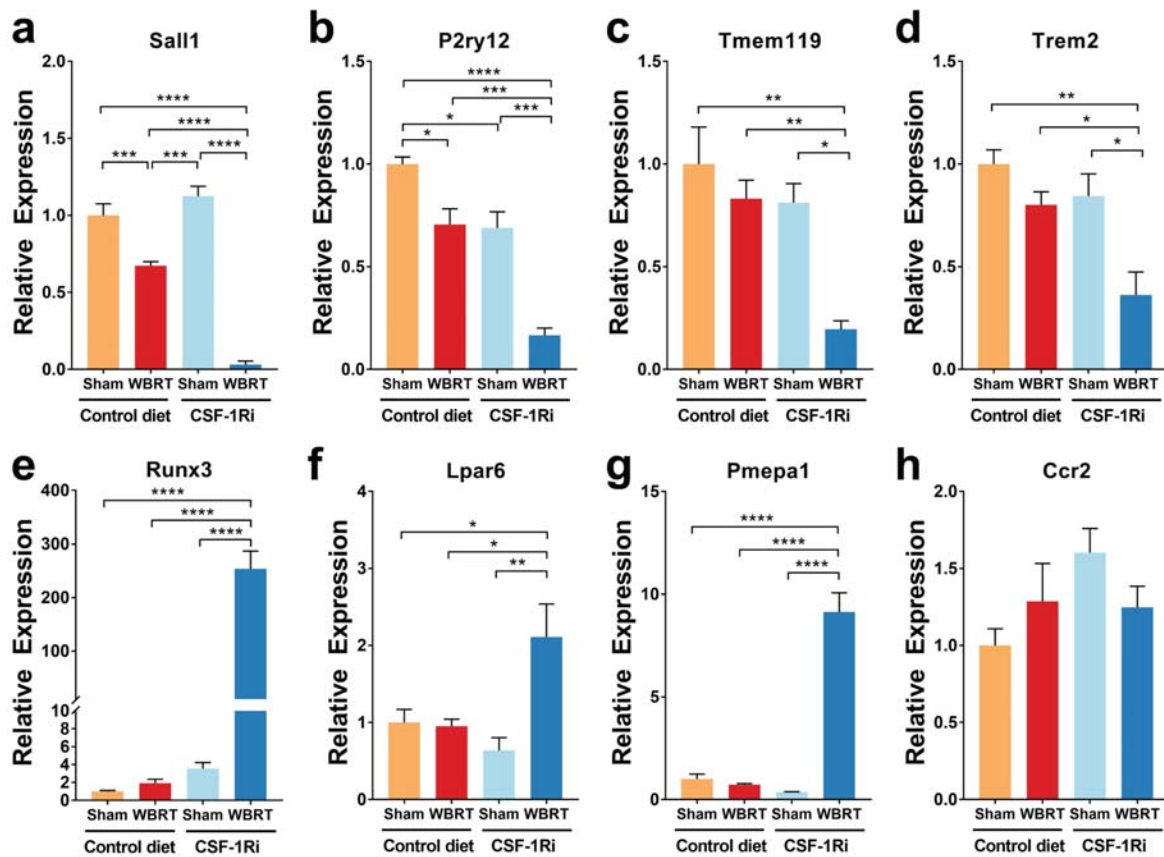 a
Sall1
Relative Expression
2.0
1.5
1.0
0.5
0.0
****
****
*** *** ****
Sham WBRT Sham WBRT
Control diet CSF-1Ri
b
P2ry12
Relative Expression
1.5
1.0
0.5
0.0
****
***
* ***
*
Sham WBRT Sham WBRT
Control diet CSF-1Ri
c
Tmem119
Relative Expression
1.5
1.0
0.5
0.0
**
**
*
Sham WBRT Sham WBRT
Control diet CSF-1Ri
d
Trem2
Relative Expression
1.5
1.0
0.5
0.0
**
*
*
Sham WBRT Sham WBRT
Control diet CSF-1Ri
e
Runx3
Relative Expression
400
300
200
100
10
8
6
4
2
0
****
****
****
Sham WBRT Sham WBRT
Control diet CSF-1Ri
f
Lpar6
Relative Expression
4
3
2
1
0
*
*
**
Sham WBRT Sham WBRT
Control diet CSF-1Ri
g
Pmepa1
Relative Expression
15
10
5
0
****
****
****
Sham WBRT Sham WBRT
Control diet CSF-1Ri
h
Ccr2
Relative Expression
2.0
1.5
1.0
0.5
0.0
Sham WBRT Sham WBRT
Control diet CSF-1Ri